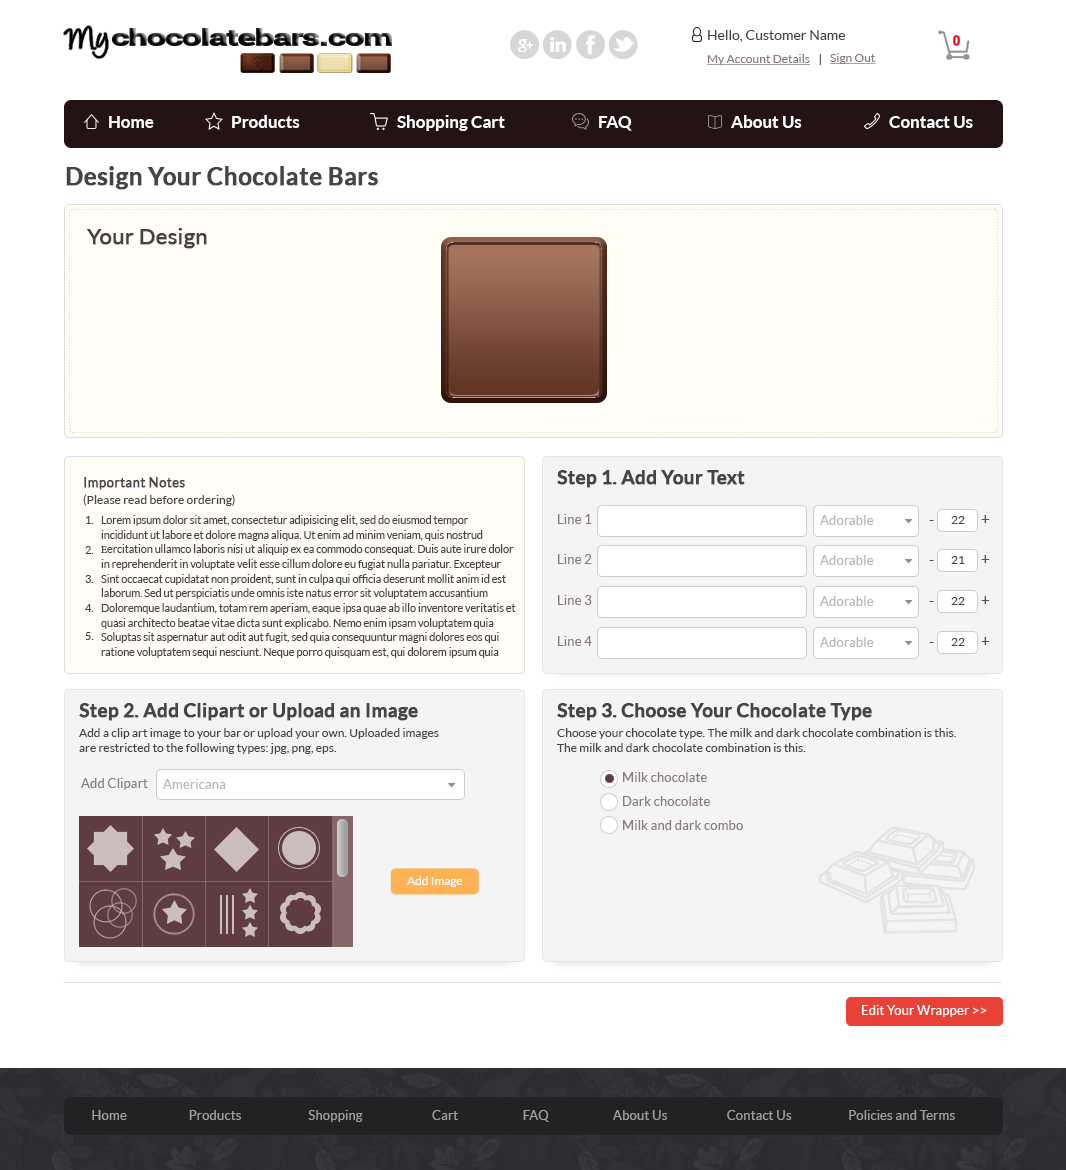 Mychocolatebars.com
g+ in f
Hello, Customer Name
My Account Details | Sign Out
0
Home Products Shopping Cart FAQ About Us Contact Us
Design Your Chocolate Bars
Your Design
Important Notes
(Please read before ordering)
1. Lorem ipsum dolor sit amet, consectetur adipisicing elit, sed do eiusmod tempor
incididunt ut labore et dolore magna aliqua. Ut enim ad minim veniam, quis nostrud
2. Eercitation ullamco laboris nisi ut aliquip ex ea commodo consequat. Duis aute irure dolor
in reprehenderit in voluptate velit esse cillum dolore eu fugiat nulla pariatur. Excepteur
3. Sint occaecat cupidatat non proident, sunt in culpa qui officia deserunt mollit anim id est
laborum. Sed ut perspiciatis unde omnis iste natus error sit voluptatem accusantium
4. Doloremque laudantium, totam rem aperiam, eaque ipsa quae ab illo inventore veritatis et
quasi architecto beatae vitae dicta sunt explicabo. Nemo enim ipsam voluptatem quia
5. Soluptas sit aspernatur aut odit aut fugit, sed quia consequuntur magni dolores eos qui
ratione voluptatem sequi nesciunt. Neque porro quisquam est, qui dolorem ipsum quia
Step 1. Add Your Text
Line 1 Adorable - 22 +
Line 2 Adorable - 21 +
Line 3 Adorable - 22 +
Line 4 Adorable - 22 +
Step 2. Add Clipart or Upload an Image
Add a clip art image to your bar or upload your own. Uploaded images
are restricted to the following types: jpg, png, eps.
Add Clipart Americana
Add Image
Step 3. Choose Your Chocolate Type
Choose your chocolate type. The milk and dark chocolate combination is this.
The milk and dark chocolate combination is this.
Milk chocolate
Dark chocolate
Milk and dark combo
Edit Your Wrapper >>
Home Products Shopping Cart FAQ About Us Contact Us Policies and Terms